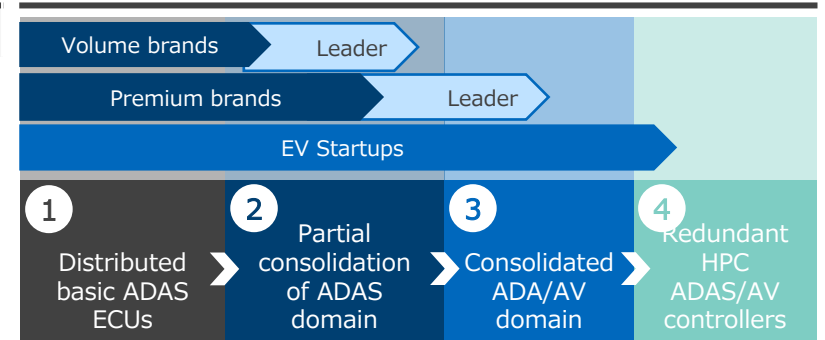 Volume brands
Leader
Premium brands
Leader
EV Startups
1
Distributed
basic ADAS
ECUs
2
Partial
consolidation
of ADAS
domain
3
Consolidated
ADA/AV
domain
4
Redundant
HPC
ADAS/AV
controllers